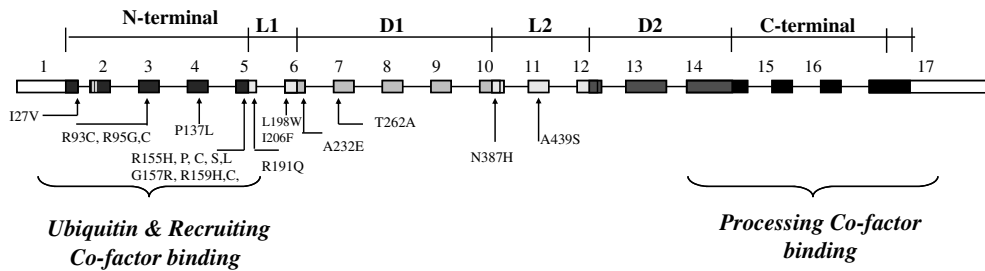 N-terminal L1 D1 L2 D2 C-terminal
1 2 3 4 5 6 7 8 9 10 11 12 13 14 15 16 17
I27V
R93C, R95G,C
P137L
L198W
I206F
T262A
A439S
A232E
N387H
R155H, P, C, S,L
R191Q
G157R, R159H,C,
Ubiquitin & Recruiting
Co-factor binding
Processing Co-factor
binding